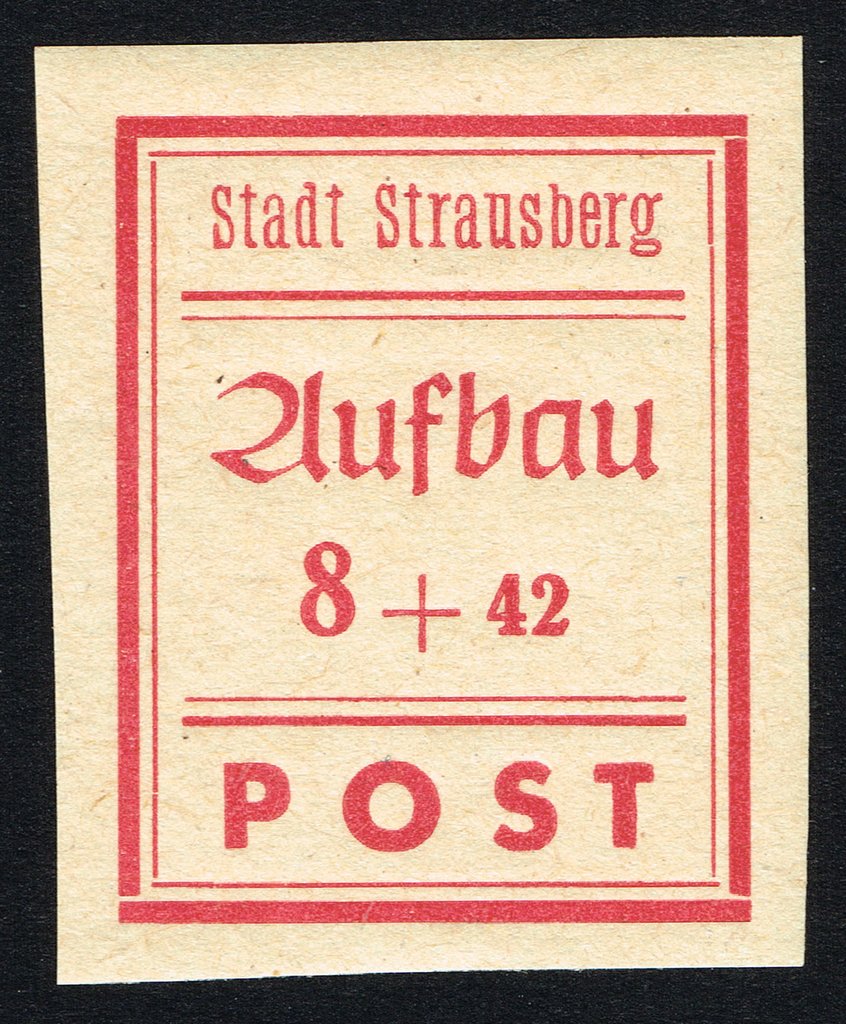 Stadt Strausberg
Aufbau
8 + 42
POST